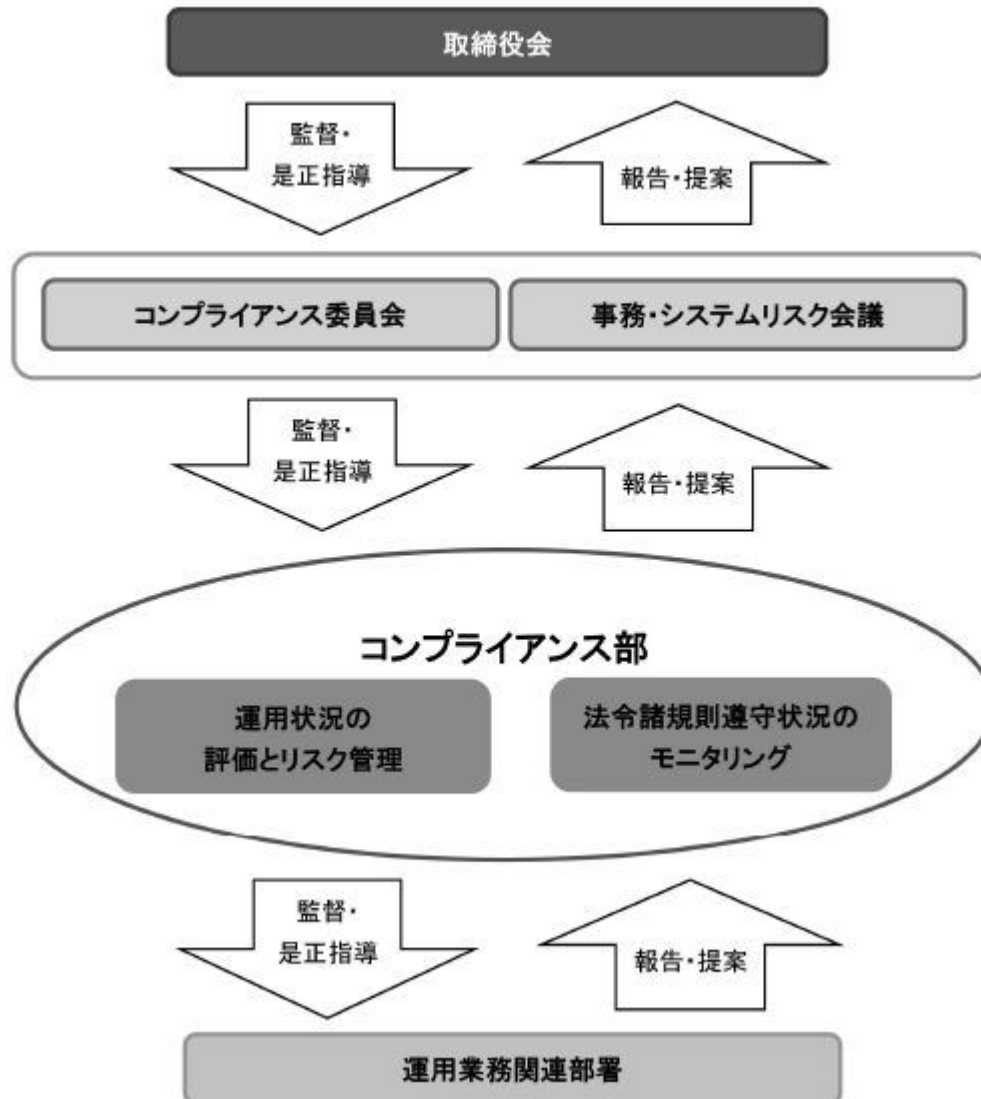 取締役会
監督・
是正指導
報告・提案
コンプライアンス委員会
事務・システムリスク会議
監督・
是正指導
報告・提案
コンプライアンス部
運用状況の
評価とリスク管理
法令諸規則遵守状況の
モニタリング
監督・
是正指導
報告・提案
運用業務関連部署